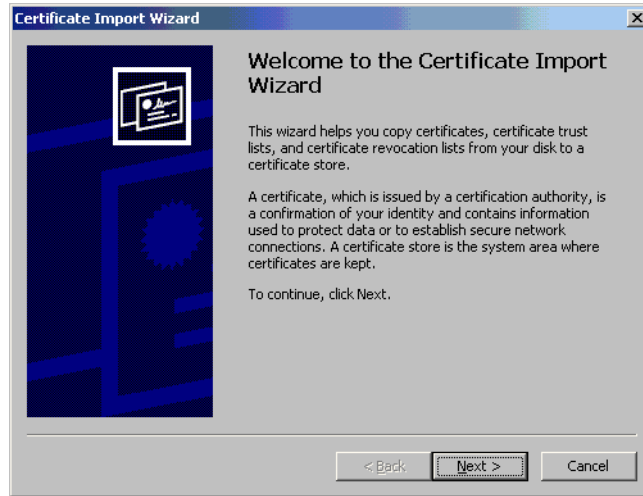 Certificate Import Wizard
Welcome to the Certificate Import
Wizard
This wizard helps you copy certificates, certificate trust
lists, and certificate revocation lists from your disk to a
certificate store.
A certificate, which is issued by a certification authority, is
a confirmation of your identity and contains information
used to protect data or to establish secure network
connections. A certificate store is the system area where
certificates are kept.
To continue, click Next.
< Back
Next >
Cancel